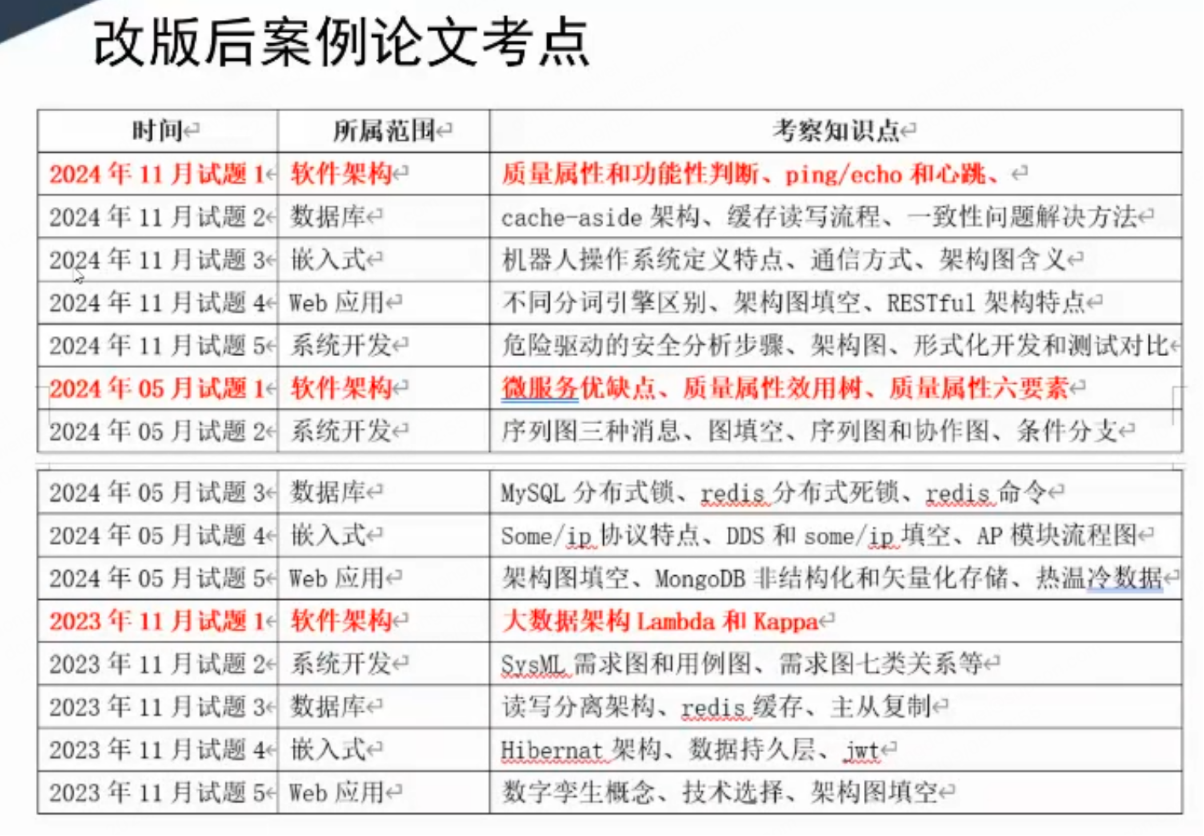 改版后案例论文考点
时间 所属范围 考察知识点
2024 年 11 月试题 1 软件架构 质量属性和功能性判断、ping/echo 和心跳、
2024 年 11 月试题 2 数据库 cache-aside 架构、缓存读写流程、一致性问题解决方法
2024 年 11 月试题 3 嵌入式 机器人操作系统定义特点、通信方式、架构图含义
2024 年 11 月试题 4 Web 应用 不同分词引擎区别、架构图填空、RESTful 架构特点
2024 年 11 月试题 5 系统开发 危险驱动的安全分析步骤、架构图、形式化开发和测试对比
2024 年 05 月试题 1 软件架构 微服务优缺点、质量属性效用树、质量属性六要素
2024 年 05 月试题 2 系统开发 序列图三种消息、图填空、序列图和协作图、条件分支
2024 年 05 月试题 3 数据库 MySQL 分布式锁、redis 分布式死锁、redis 命令
2024 年 05 月试题 4 嵌入式 Some/ip 协议特点、DDS 和 some/ip 填空、AP 模块流程图
2024 年 05 月试题 5 Web 应用 架构图填空、MongoDB 非结构化和矢量化存储、热温冷数据
2023 年 11 月试题 1 软件架构 大数据架构 Lambda 和 Kappa
2023 年 11 月试题 2 系统开发 SysML 需求图和用例图、需求图七类关系等
2023 年 11 月试题 3 数据库 读写分离架构、redis 缓存、主从复制
2023 年 11 月试题 4 嵌入式 Hibernat 架构、数据持久层、jwt
2023 年 11 月试题 5 Web 应用 数字孪生概念、技术选择、架构图填空